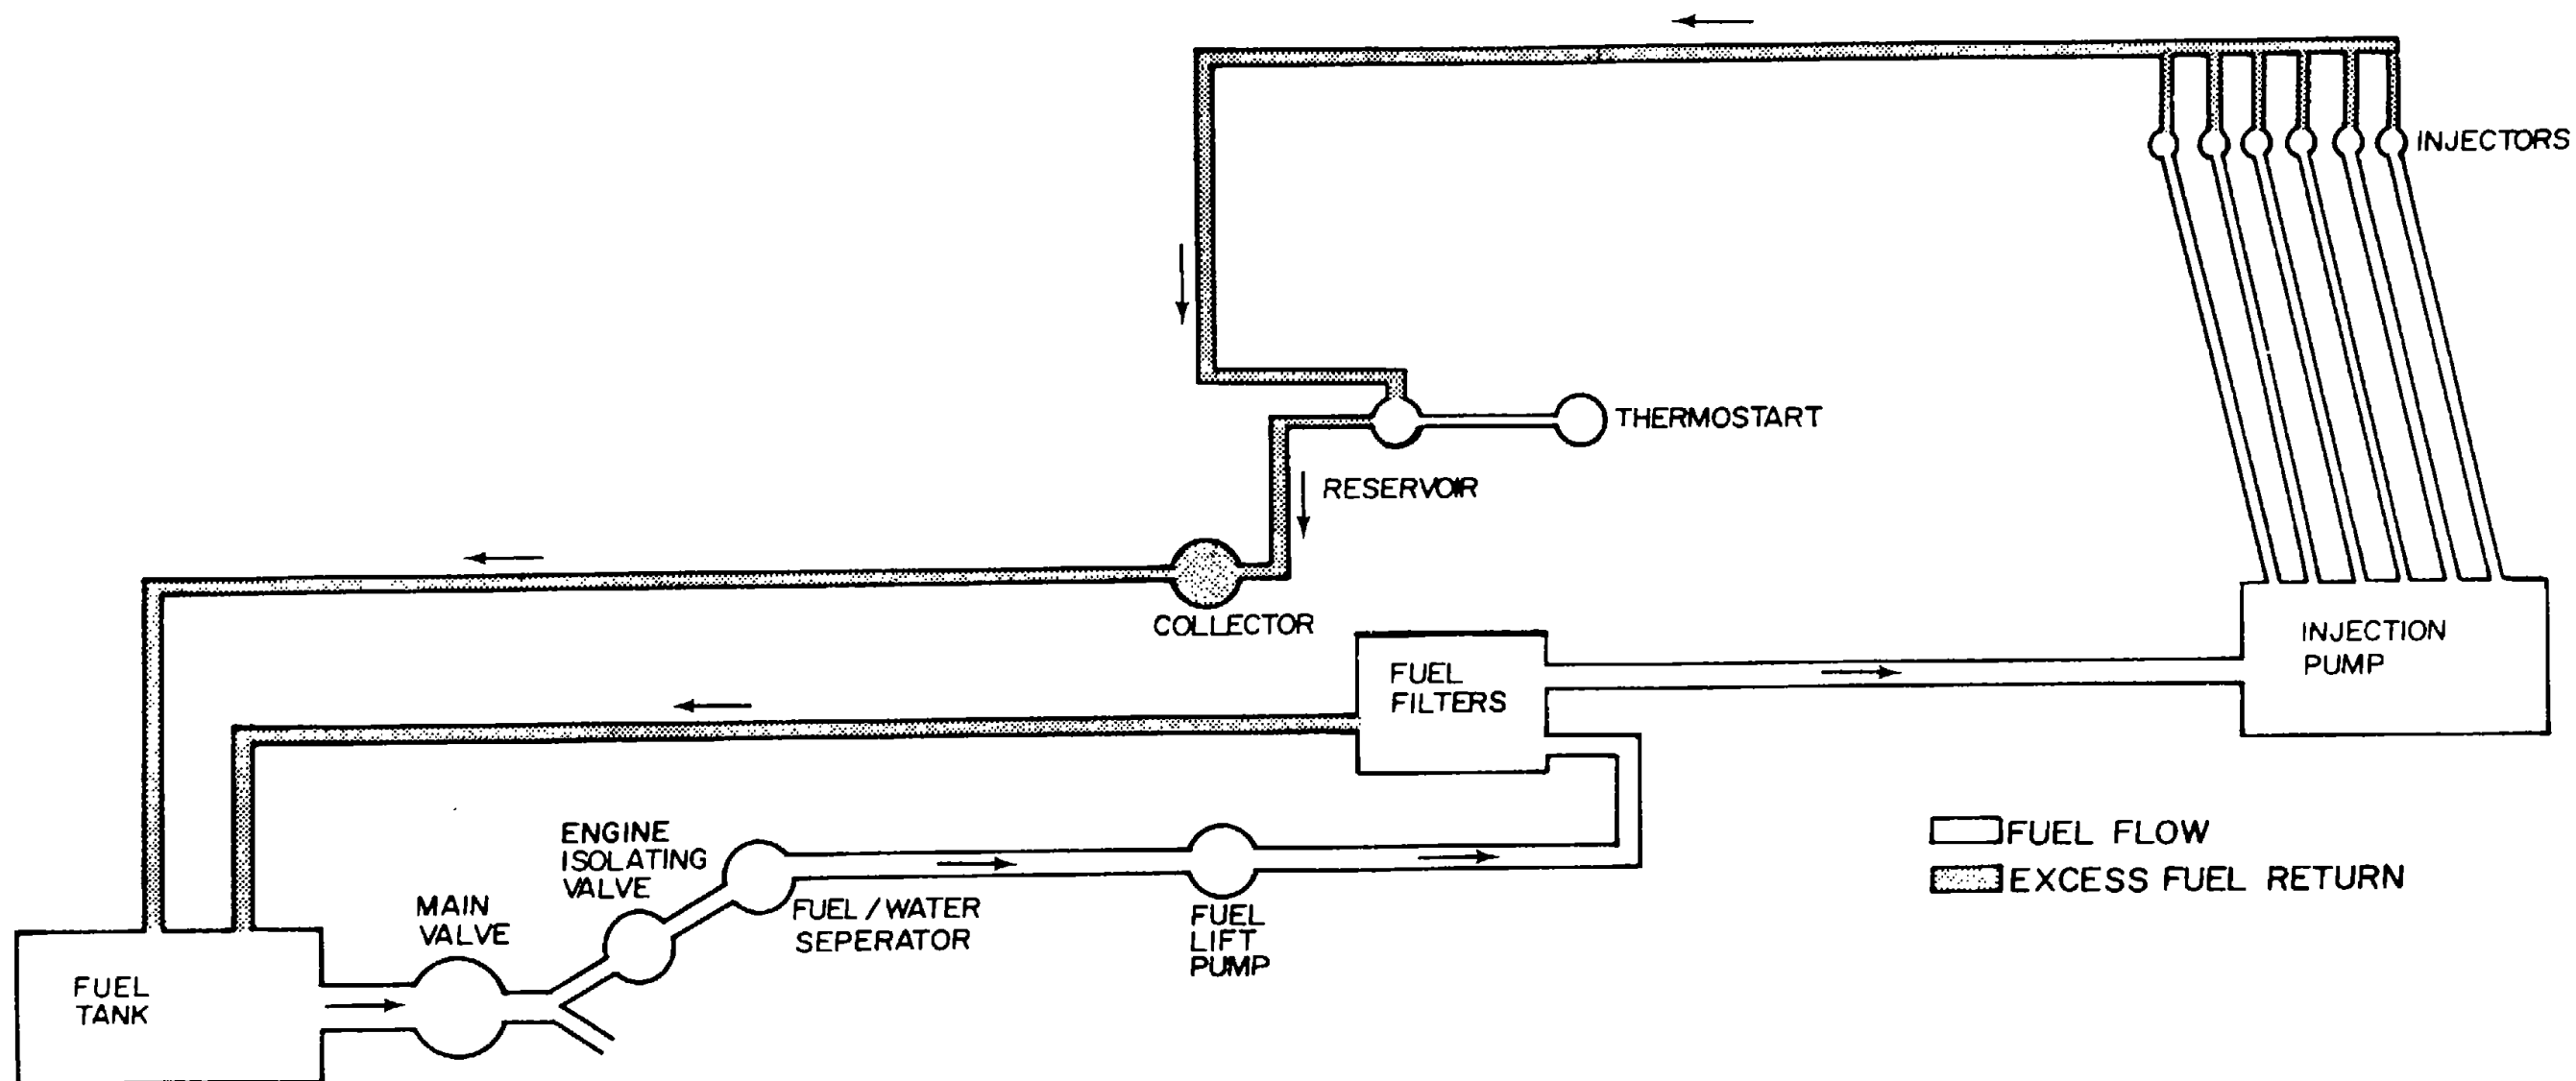 INJECTORS
THERMOSTART
RESERVOIR
COLLECTOR
INJECTION
PUMP
FUEL
FILTERS
FUEL FLOW
EXCESS FUEL RETURN
ENGINE
ISOLATING
VALVE
MAIN
VALVE
FUEL/WATER
SEPERATOR
FUEL
LIFT
PUMP
FUEL
TANK